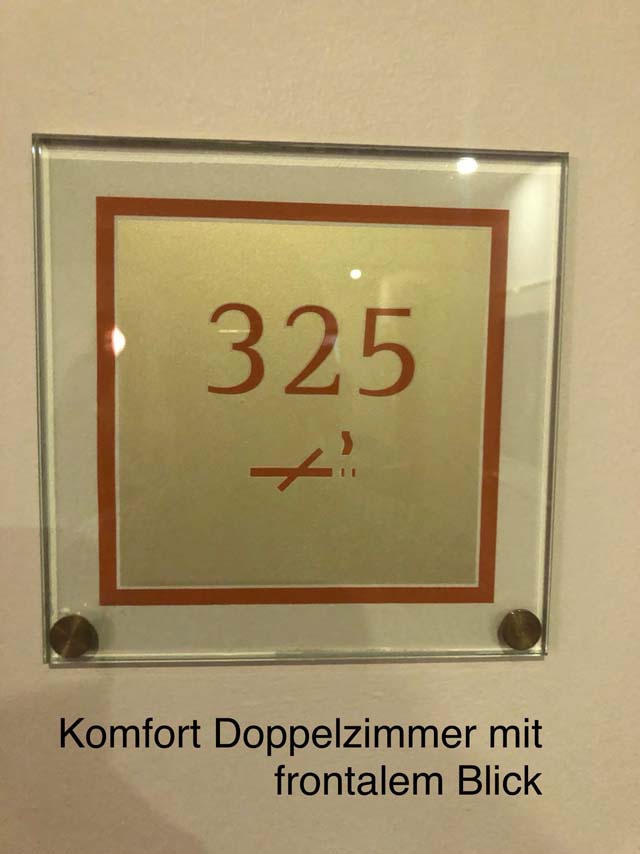 325
Komfort Doppelzimmer mit
frontalem Blick